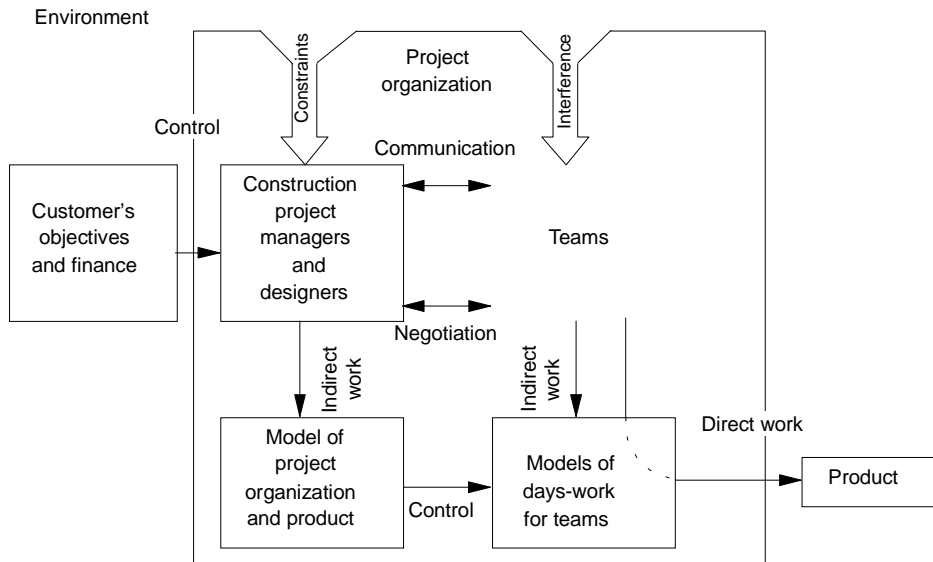 Environment
Project
organization
Constraints
Interference
Control
Communication
Customer's
objectives
and finance
Construction
project
managers
and
designers
Teams
Negotiation
Indirect
work
Indirect
work
Direct work
Model of
project
organization
and product
Control
Models of
days-work
for teams
Product